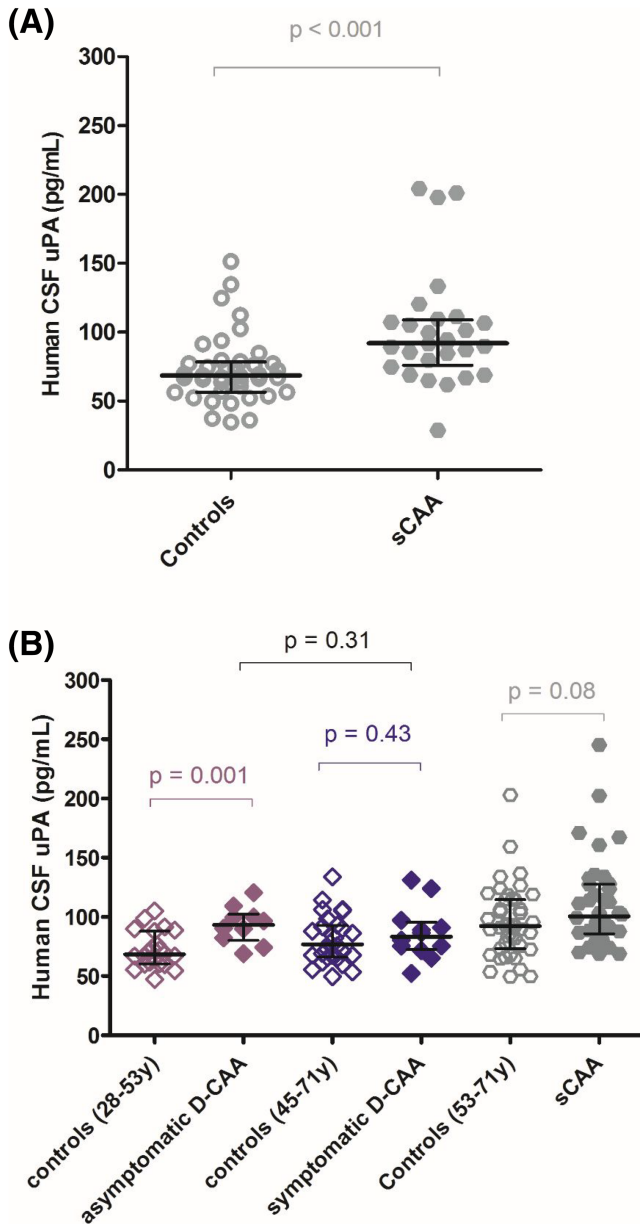 (A)
p < 0.001
Human CSF uPA (pg/mL)
300
250
200
150
100
50
0
Controls
sCAA
(B)
p = 0.31
p = 0.08
p = 0.43
p = 0.001
Human CSF uPA (pg/mL)
300
250
200
150
100
50
0
controls (28-53y)
asymptomatic D-CAA
controls (45-71y)
symptomatic D-CAA
Controls (53-71y)
sCAA